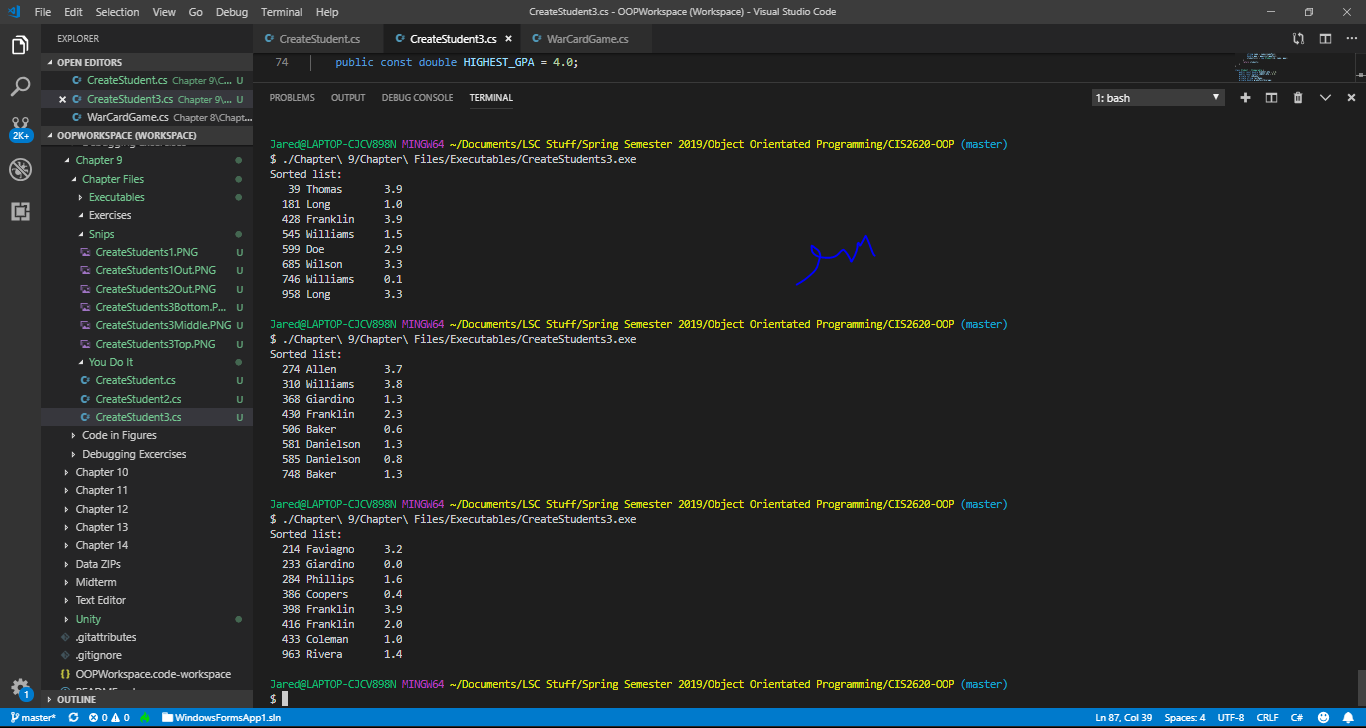 File Edit Selection View Go Debug Terminal Help
CreateStudent3.cs - OOPWorkspace (Workspace) - Visual Studio Code
EXPLORER
OPEN EDITORS
CreateStudent.cs Chapter 9\C... U
CreateStudent3.cs Chapter 9\... U
WarCardGame.cs Chapter 8\Chapt...
OOPWORKSPACE (WORKSPACE)
2K+
Chapter 9
Chapter Files
Executables
Exercises
Snips
CreateStudents1.PNG U
CreateStudents1Out.PNG U
CreateStudents2Out.PNG U
CreateStudents3Bottom.P... U
CreateStudents3Middle.PNG U
CreateStudents3Top.PNG U
You Do It
CreateStudent.cs U
CreateStudent2.cs U
CreateStudent3.cs U
Code in Figures
Debugging Excercises
Chapter 10
Chapter 11
Chapter 12
Chapter 13
Chapter 14
Data ZIPs
Midterm
Text Editor
Unity
.gitattributes
.gitignore
OOPWorkspace.code-workspace
OUTLINE
1
CreateStudent.cs CreateStudent3.cs WarCardGame.cs
74 public const double HIGHEST_GPA = 4.0;
PROBLEMS OUTPUT DEBUG CONSOLE TERMINAL 1: bash
Jared@LAPTOP-CJCV898N MINGW64 ~/Documents/LSC Stuff/Spring Semester 2019/Object Orientated Programming/CIS2620-OOP (master)
$ ./Chapter\ 9/Chapter\ Files/Executables/CreateStudents3.exe
Sorted list:
39 Thomas 3.9
181 Long 1.0
428 Franklin 3.9
545 Williams 1.5
599 Doe 2.9
685 Wilson 3.3
746 Williams 0.1
958 Long 3.3
Jared@LAPTOP-CJCV898N MINGW64 ~/Documents/LSC Stuff/Spring Semester 2019/Object Orientated Programming/CIS2620-OOP (master)
$ ./Chapter\ 9/Chapter\ Files/Executables/CreateStudents3.exe
Sorted list:
274 Allen 3.7
310 Williams 3.8
368 Giardino 1.3
430 Franklin 2.3
506 Baker 0.6
581 Danielson 1.3
585 Danielson 0.8
748 Baker 1.3
Jared@LAPTOP-CJCV898N MINGW64 ~/Documents/LSC Stuff/Spring Semester 2019/Object Orientated Programming/CIS2620-OOP (master)
$ ./Chapter\ 9/Chapter\ Files/Executables/CreateStudents3.exe
Sorted list:
214 Faviagno 3.2
233 Giardino 0.0
284 Phillips 1.6
386 Coopers 0.4
398 Franklin 3.9
416 Franklin 2.0
433 Coleman 1.0
963 Rivera 1.4
Jared@LAPTOP-CJCV898N MINGW64 ~/Documents/LSC Stuff/Spring Semester 2019/Object Orientated Programming/CIS2620-OOP (master)
$
master* 0 0 WindowsFormsApp1.sln Ln 87, Col 39 Spaces: 4 UTF-8 CRLF C#